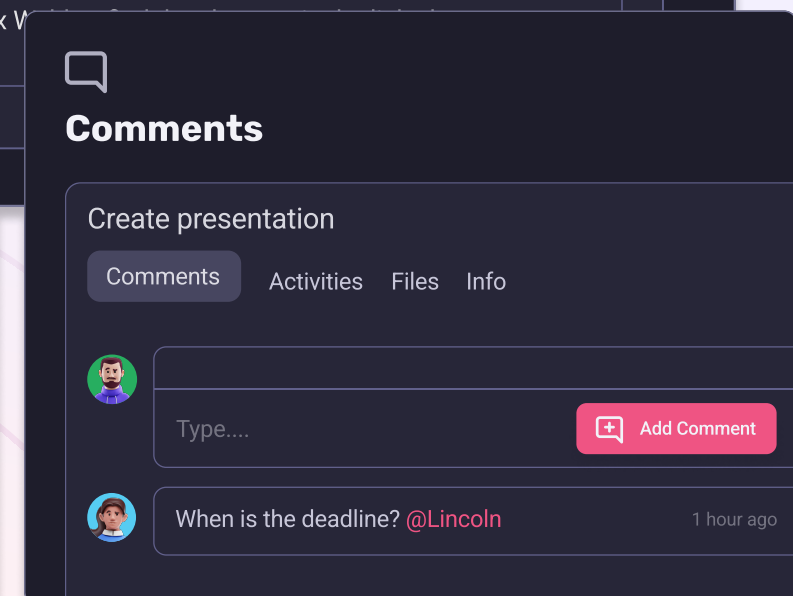 Comments
Create presentation
Comments Activities Files Info
Type....
Add Comment
When is the deadline? @Lincoln
1 hour ago